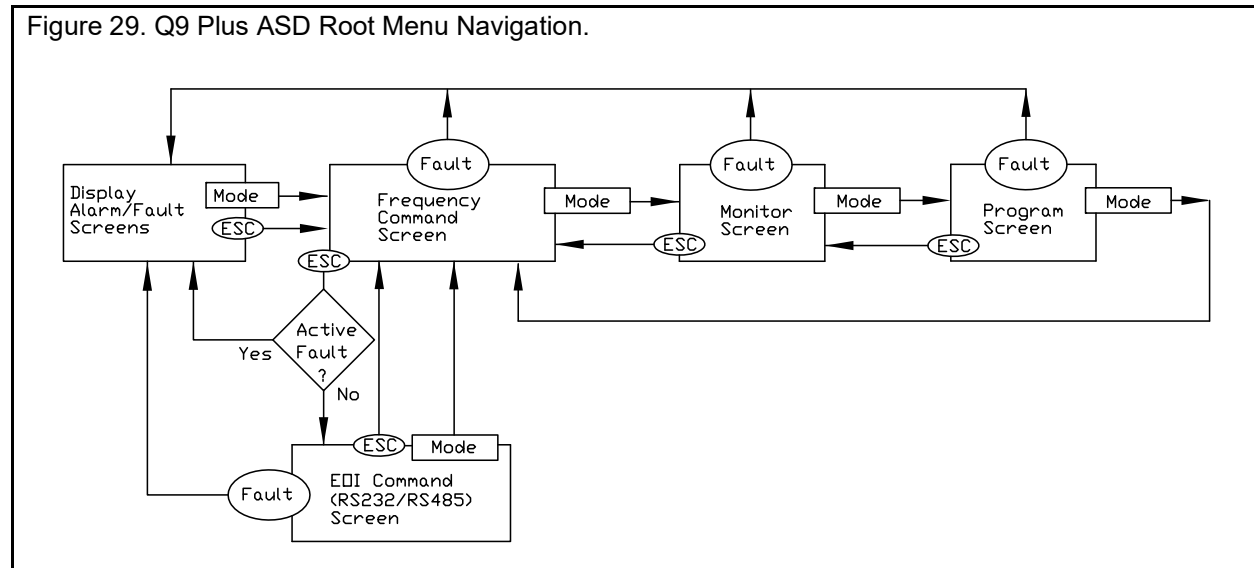 Figure 29. Q9 Plus ASD Root Menu Navigation.
Fault
Fault
Fault
Display
Alarm/Fault
Screens
Mode
ESC
Frequency
Command
Screen
Mode
ESC
Monitor
Screen
Mode
ESC
Program
Screen
Mode
ESC
Active
Fault
?
Yes
No
ESC
Mode
Fault
EOI Command
(RS232/RS485)
Screen